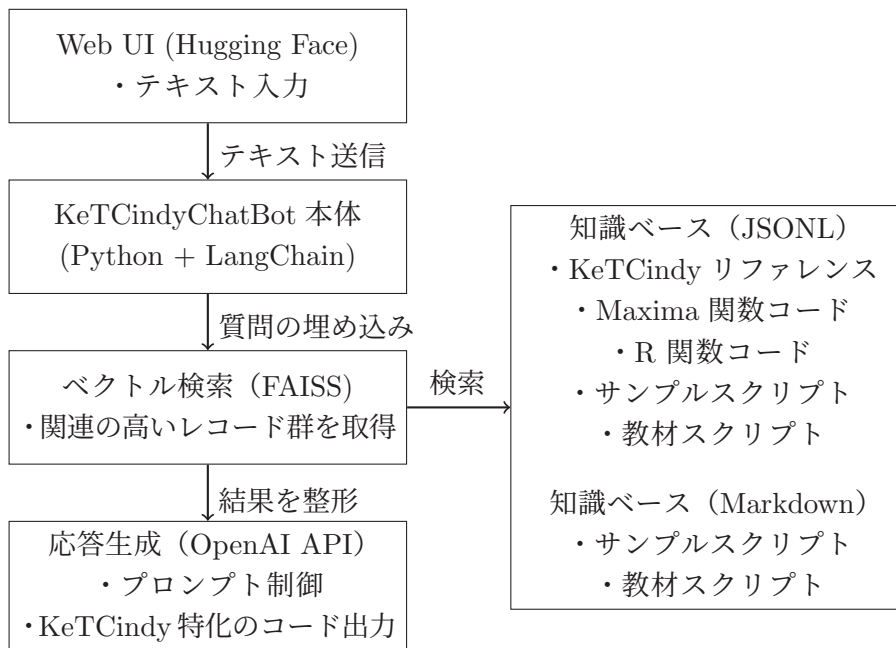 Web UI (Hugging Face)
・テキスト入力
テキスト送信
KeTCindyChatBot 本体
(Python + LangChain)
質問の埋め込み
ベクトル検索（FAISS)
・関連の高いレコード群を取得
検索
結果を整形
応答生成（OpenAI API）
・プロンプト制御
・KeTCindy 特化のコード出力
知識ベース（JSONL）
・KeTCindy リファレンス
・Maxima 関数コード
・R 関数コード
・サンプルスクリプト
・教材スクリプト
知識ベース（Markdown）
・サンプルスクリプト
・教材スクリプト